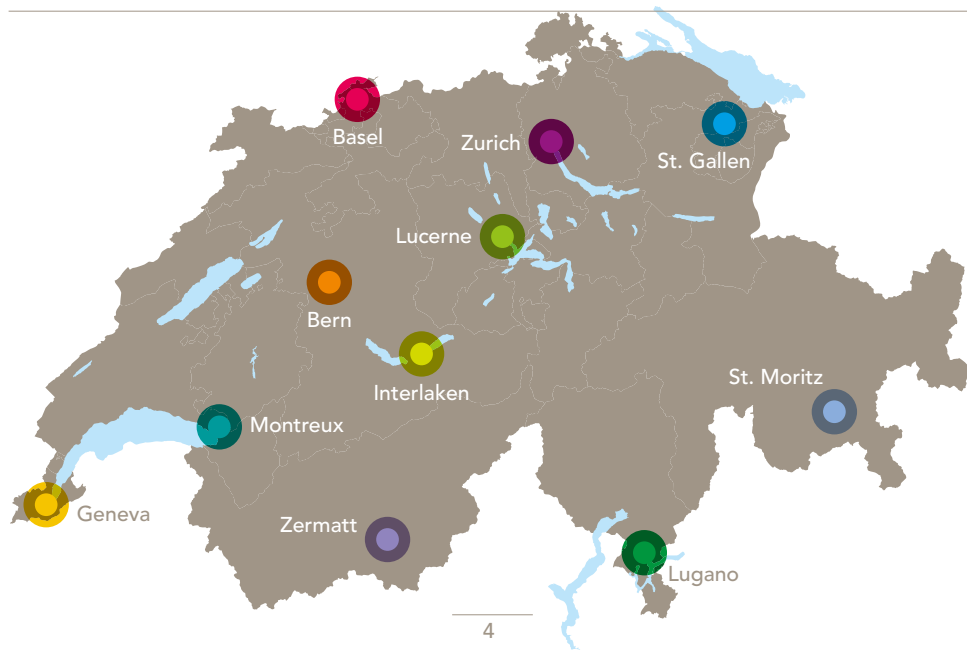 Basel
Zurich
St. Gallen
Lucerne
Bern
Interlaken
St. Moritz
Montreux
Geneva
Zermatt
Lugano
4